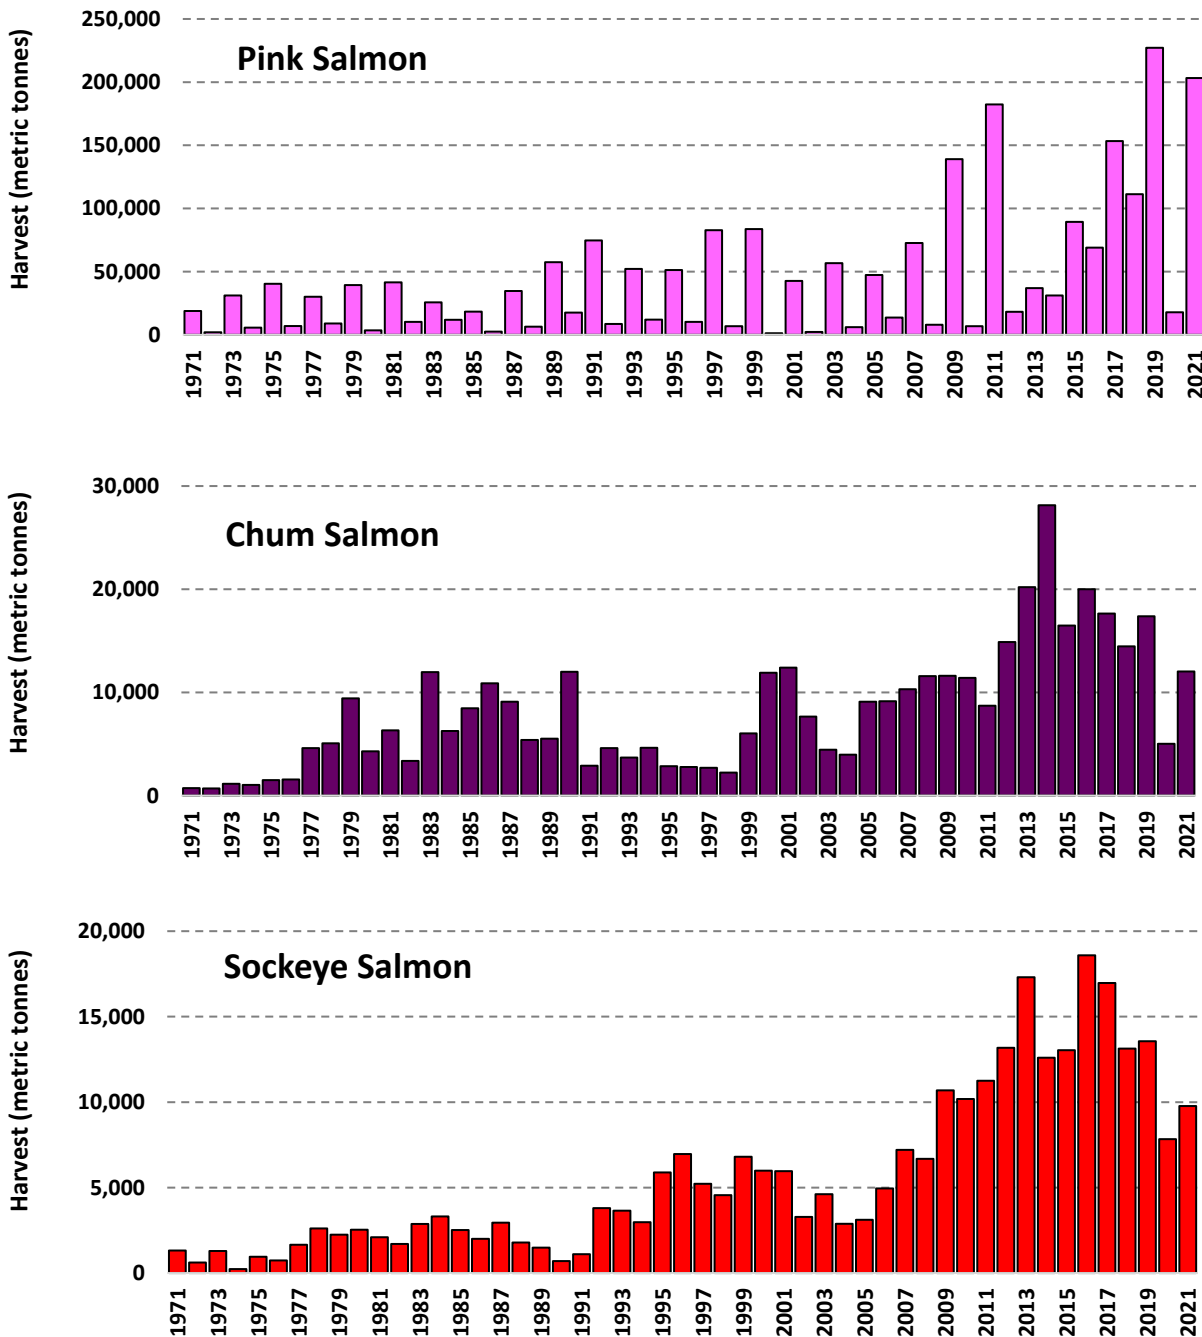 Pink Salmon
Harvest (metric tonnes)
250,000
200,000
150,000
100,000
50,000
0
1971 1973 1975 1977 1979 1981 1983 1985 1987 1989 1991 1993 1995 1997 1999 2001 2003 2005 2007 2009 2011 2013 2015 2017 2019 2021
Chum Salmon
Harvest (metric tonnes)
30,000
20,000
10,000
0
1971 1973 1975 1977 1979 1981 1983 1985 1987 1989 1991 1993 1995 1997 1999 2001 2003 2005 2007 2009 2011 2013 2015 2017 2019 2021
Sockeye Salmon
Harvest (metric tonnes)
20,000
15,000
10,000
5,000
0
1971 1973 1975 1977 1979 1981 1983 1985 1987 1989 1991 1993 1995 1997 1999 2001 2003 2005 2007 2009 2011 2013 2015 2017 2019 2021